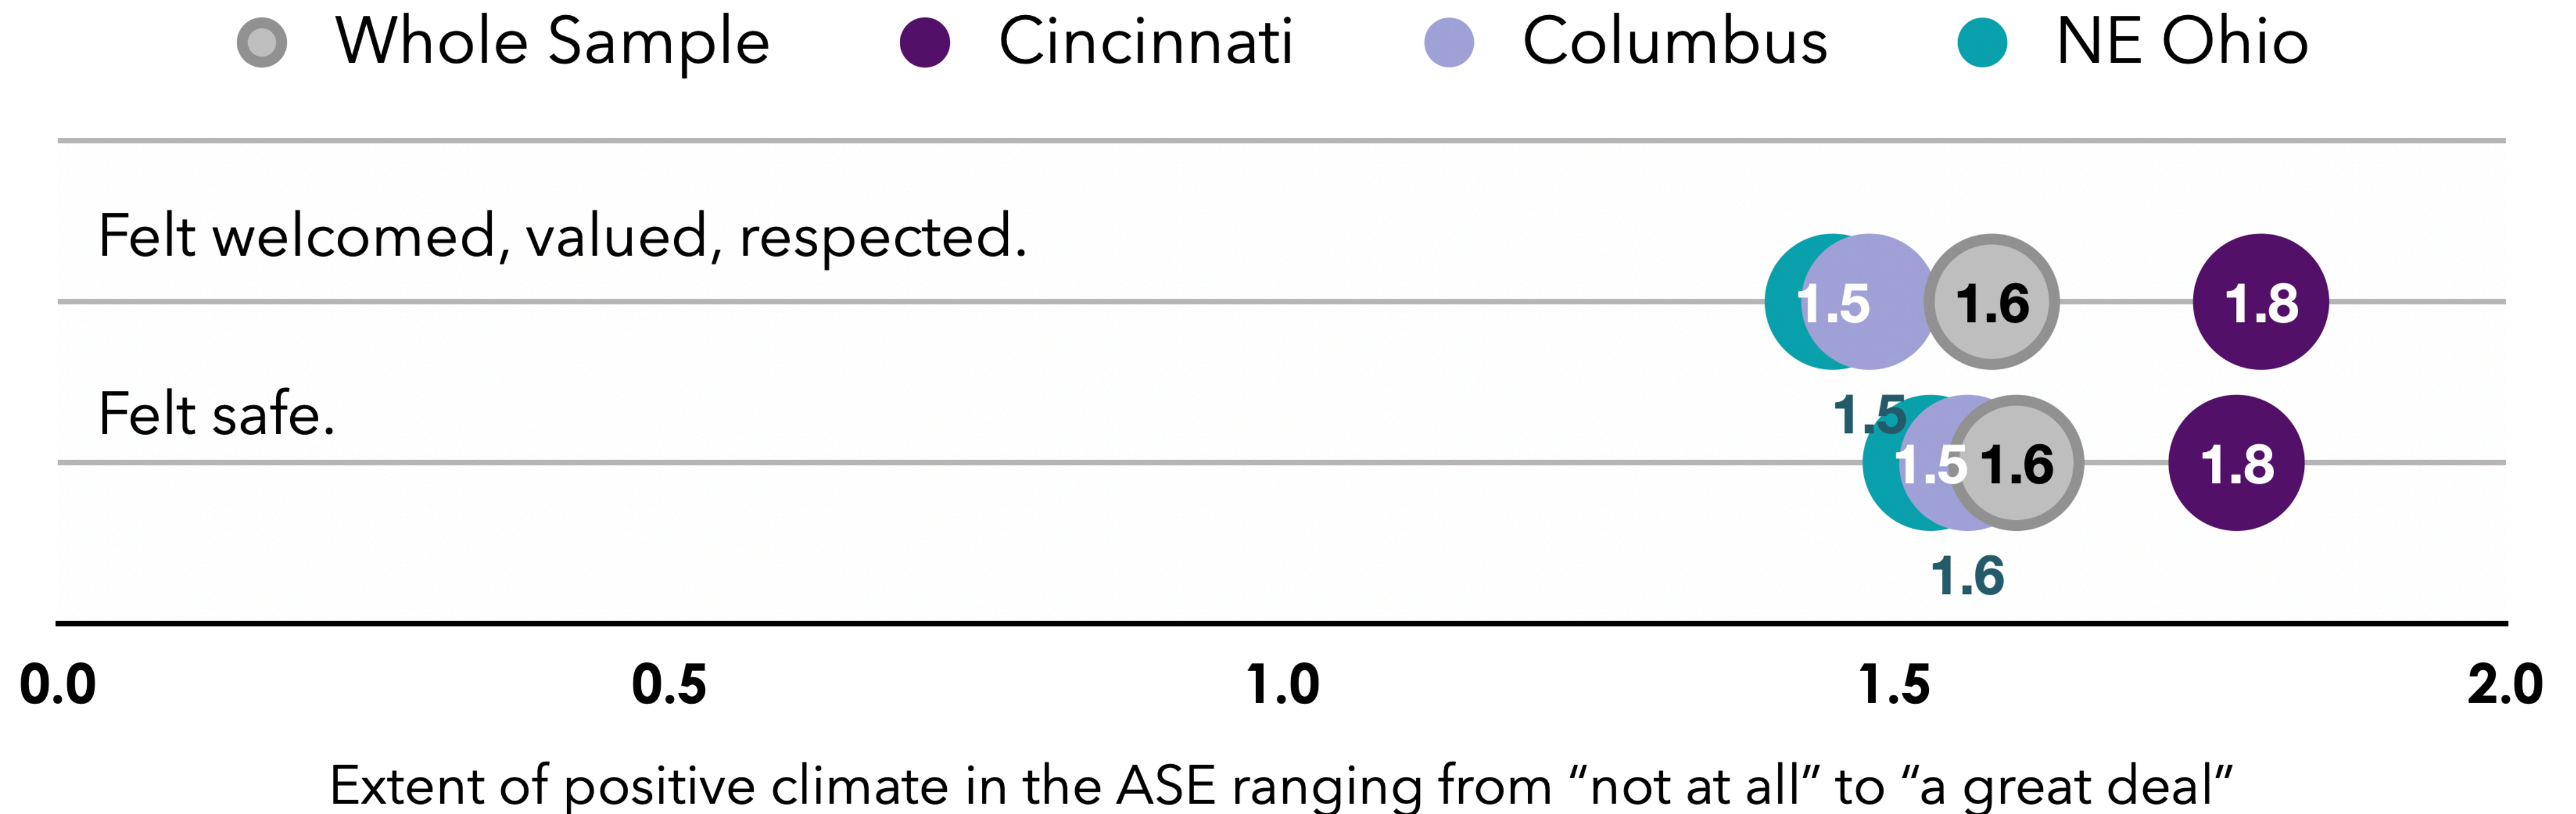 Whole Sample Cincinnati Columbus NE Ohio
Felt welcomed, valued, respected.
1.5 1.6 1.8
1.5
Felt safe.
1.5 1.6 1.8
1.6
0.0 0.5 1.0 1.5 2.0
Extent of positive climate in the ASE ranging from “not at all” to “a great deal”